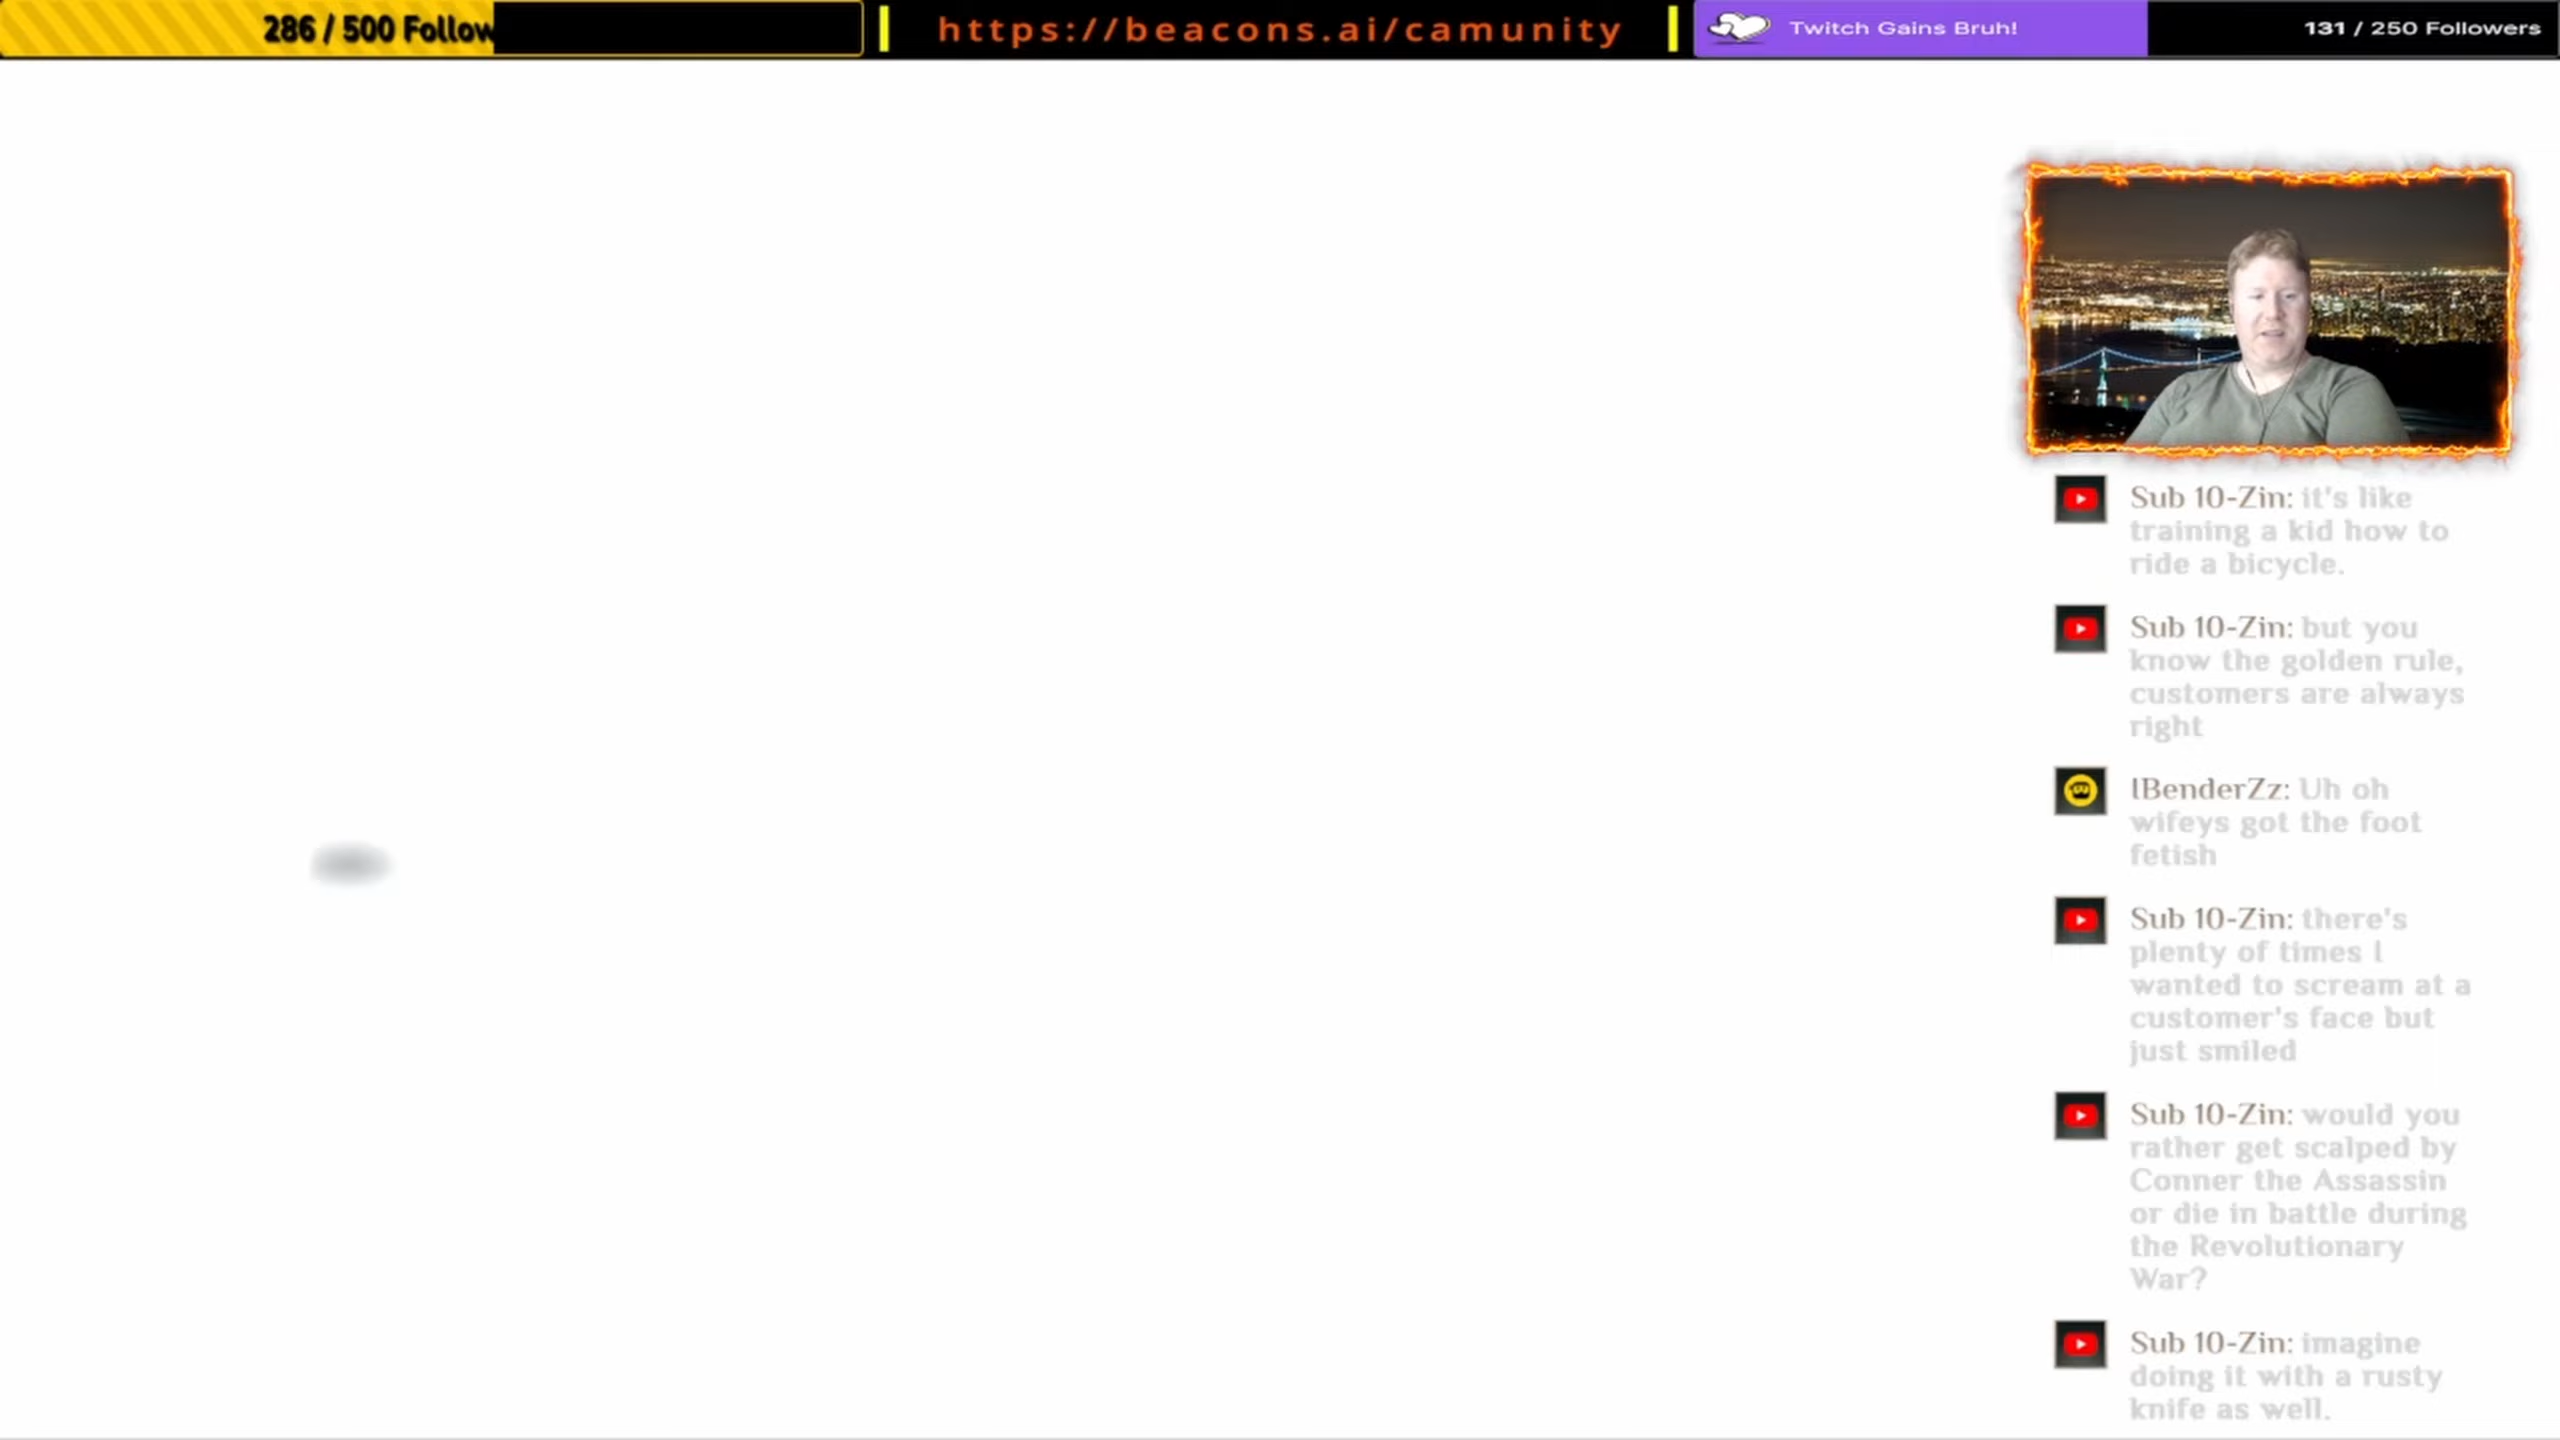 286 / 500 Follow
https://beacons.ai/camunity
Twitch Gains Bruh!
131 / 250 Followers
Sub 10-Zin: it's like
training a kid how to
ride a bicycle.
Sub 10-Zin: but you
know the golden rule,
customers are always
right
IBenderZz: Uh oh
wifeys got the foot
fetish
Sub 10-Zin: there's
plenty of times I
wanted to scream at a
customer's face but
just smiled
Sub 10-Zin: would you
rather get scalped by
Conner the Assassin
or die in battle during
the Revolutionary
War?
Sub 10-Zin: imagine
doing it with a rusty
knife as well.